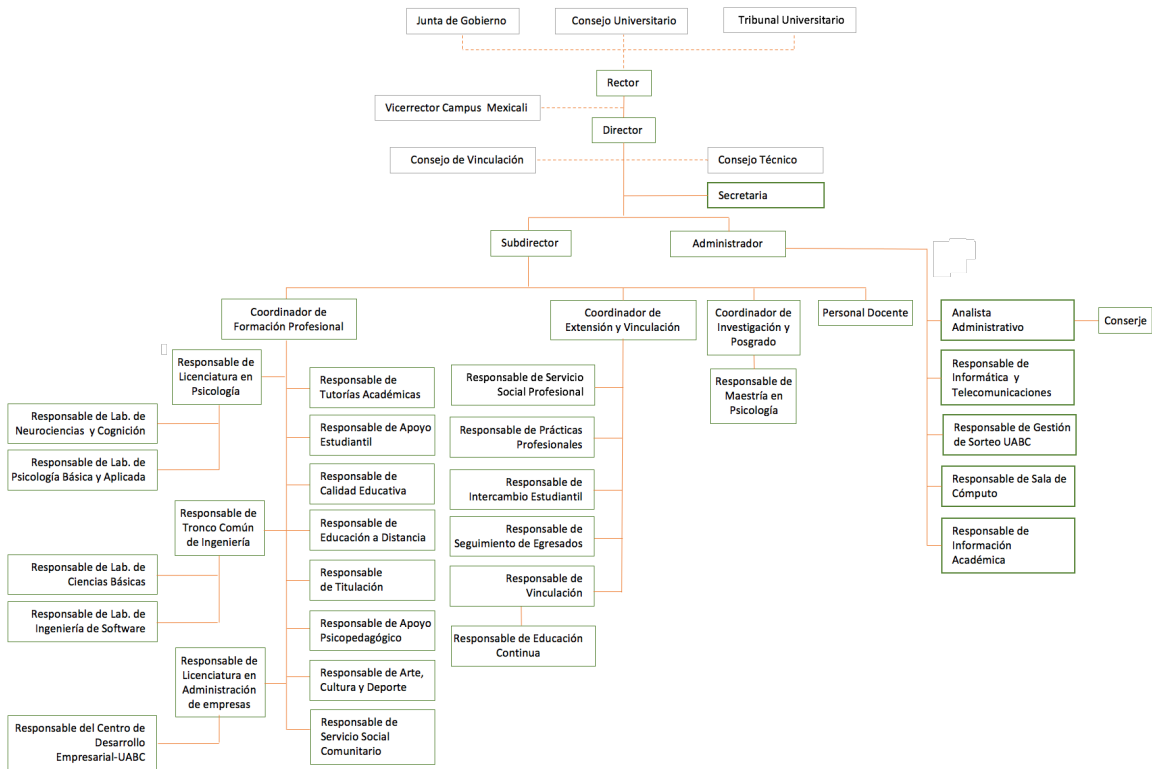 Junta de Gobierno
Consejo Universitario
Tribunal Universitario
Rector
Vicerrector Campus Mexicali
Director
Consejo de Vinculación
Consejo Técnico
Secretaria
Subdirector
Administrador
Coordinador de
Formación Profesional
Coordinador de
Extensión y Vinculación
Coordinador de
Investigación y
Posgrado
Personal Docente
Analista
Administrativo
Conserje
Responsable de
Licenciatura en
Psicología
Responsable de Lab. de
Neurociencias y Cognición
Responsable de Lab. de
Psicología Básica y Aplicada
Responsable de
Tronco Común
de Ingeniería
Responsable de Lab. de
Ciencias Básicas
Responsable de Lab. de
Ingeniería de Software
Responsable de
Licenciatura en
Administración
de empresas
Responsable del Centro de
Desarrollo
Empresarial-UABC
Responsable de
Tutorías Académicas
Responsable de Apoyo
Estudiantil
Responsable de
Calidad Educativa
Responsable de
Educación a Distancia
Responsable
de Titulación
Responsable de Apoyo
Psicopedagógico
Responsable de Arte,
Cultura y Deporte
Responsable de
Servicio Social
Comunitario
Responsable de Servicio
Social Profesional
Responsable de Prácticas
Profesionales
Responsable de
Intercambio Estudiantil
Responsable de
Seguimiento de Egresados
Responsable de
Vinculación
Responsable de Educación
Continua
Responsable de
Maestría en
Psicología
Responsable de
Informática y
Telecomunicaciones
Responsable de Gestión
de Sorteo UABC
Responsable de Sala de
Cómputo
Responsable de
Información
Académica